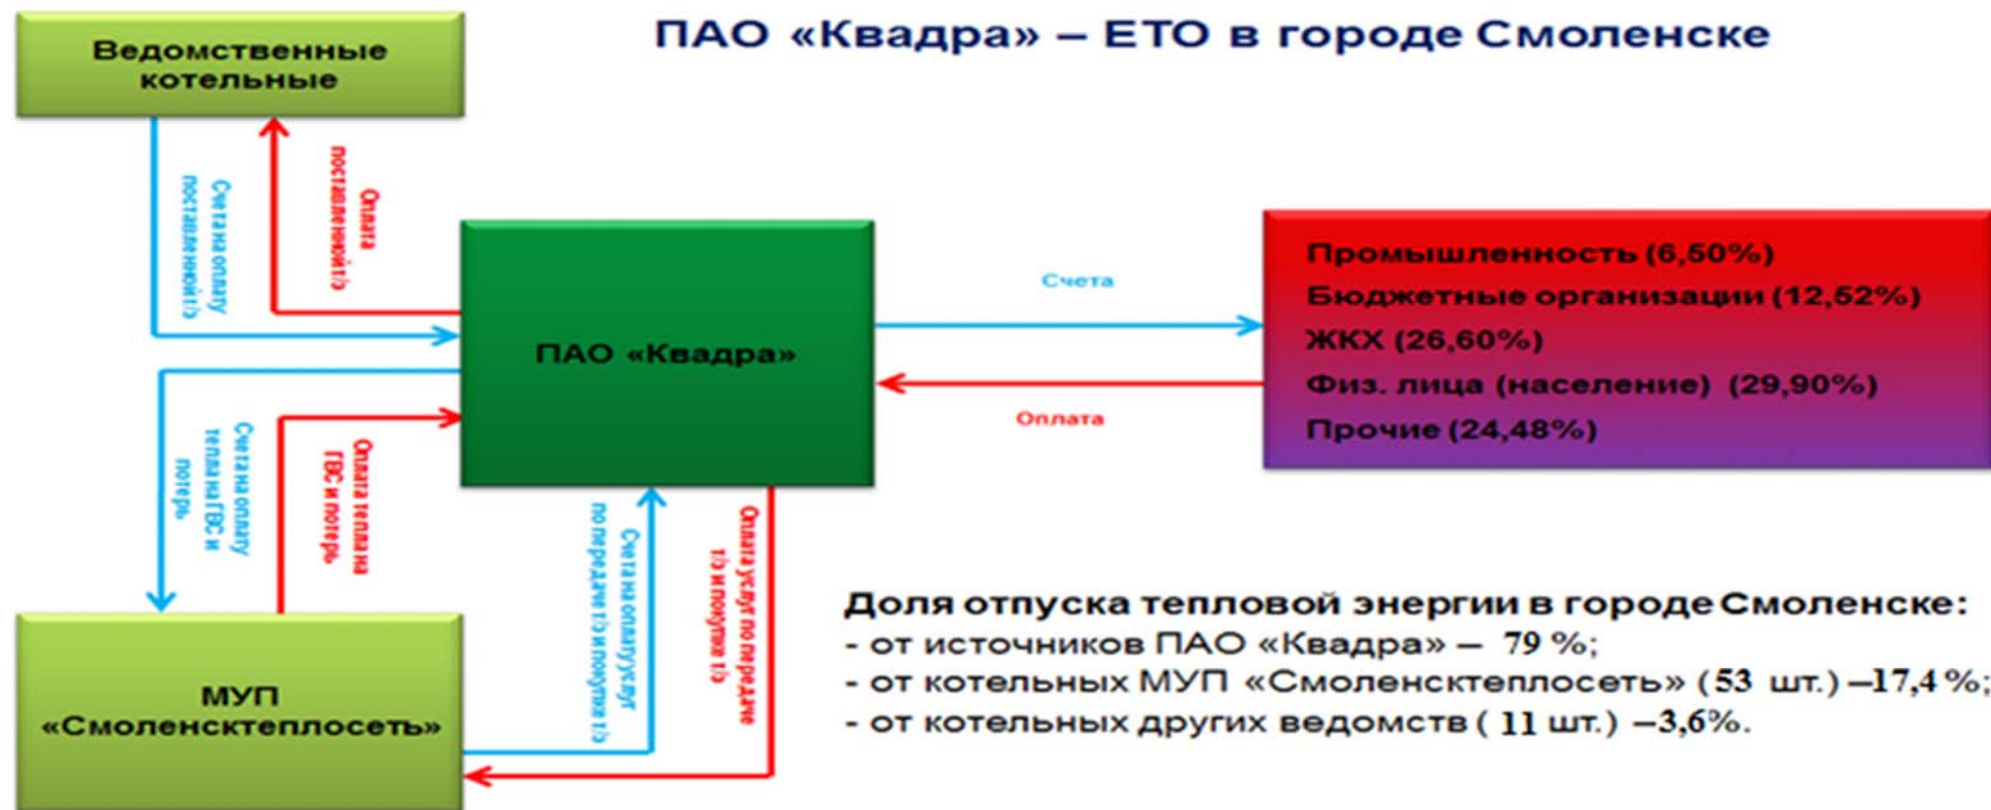 ПАО «Квадра» – ЕТО в городе Смоленске
Ведомственные
котельные
Счета на оплату
поставленной т/э
Оплата
поставленной т/э
ПАО «Квадра»
Счета
Оплата
Промышленность (6,50%)
Бюджетные организации (12,52%)
ЖКХ (26,60%)
Физ. лица (население) (29,90%)
Прочие (24,48%)
Счета на оплату
тепла на ГВС и
потерь
Оплата тепла на
ГВС и потерь
Счета на оплату услуг
по передаче т/э и покупке т/э
Оплата услуг по передаче
т/э и покупке т/э
МУП
«Смоленсктеплосеть»
Доля отпуска тепловой энергии в городе Смоленске:
- от источников ПАО «Квадра» – 79 %;
- от котельных МУП «Смоленсктеплосеть» ( 53 шт.) –17,4 %;
- от котельных других ведомств ( 11 шт.) –3,6%.